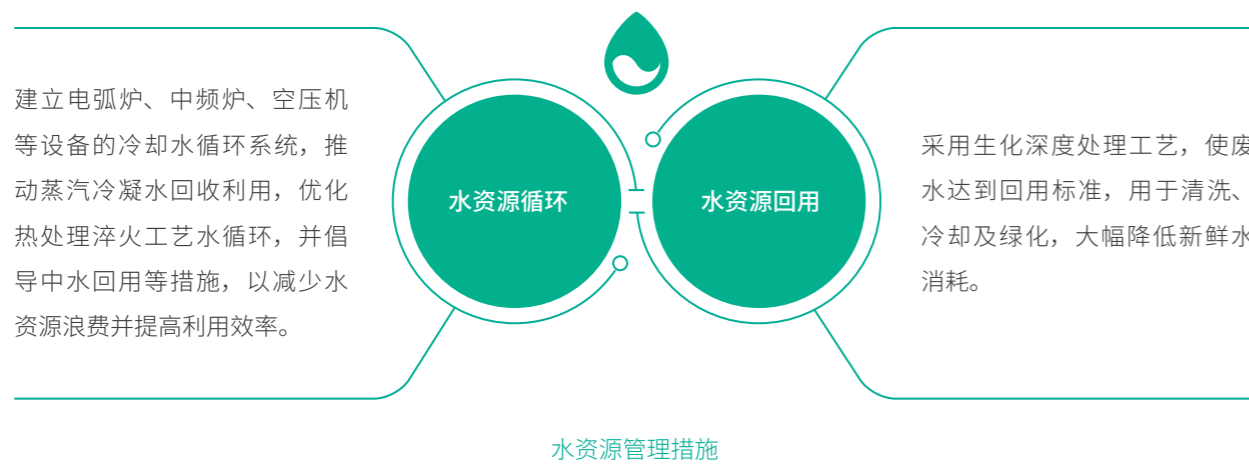 建立电弧炉、中频炉、空压机
等设备的冷却水循环系统，推
动蒸汽冷凝水回收利用，优化
热处理淬火工艺水循环，并倡
导中水回用等措施，以减少水
资源浪费并提高利用效率。
水资源循环
水资源回用
采用生化深度处理工艺，使废
水达到回用标准，用于清洗、
冷却及绿化，大幅降低新鲜水
消耗。
水资源管理措施